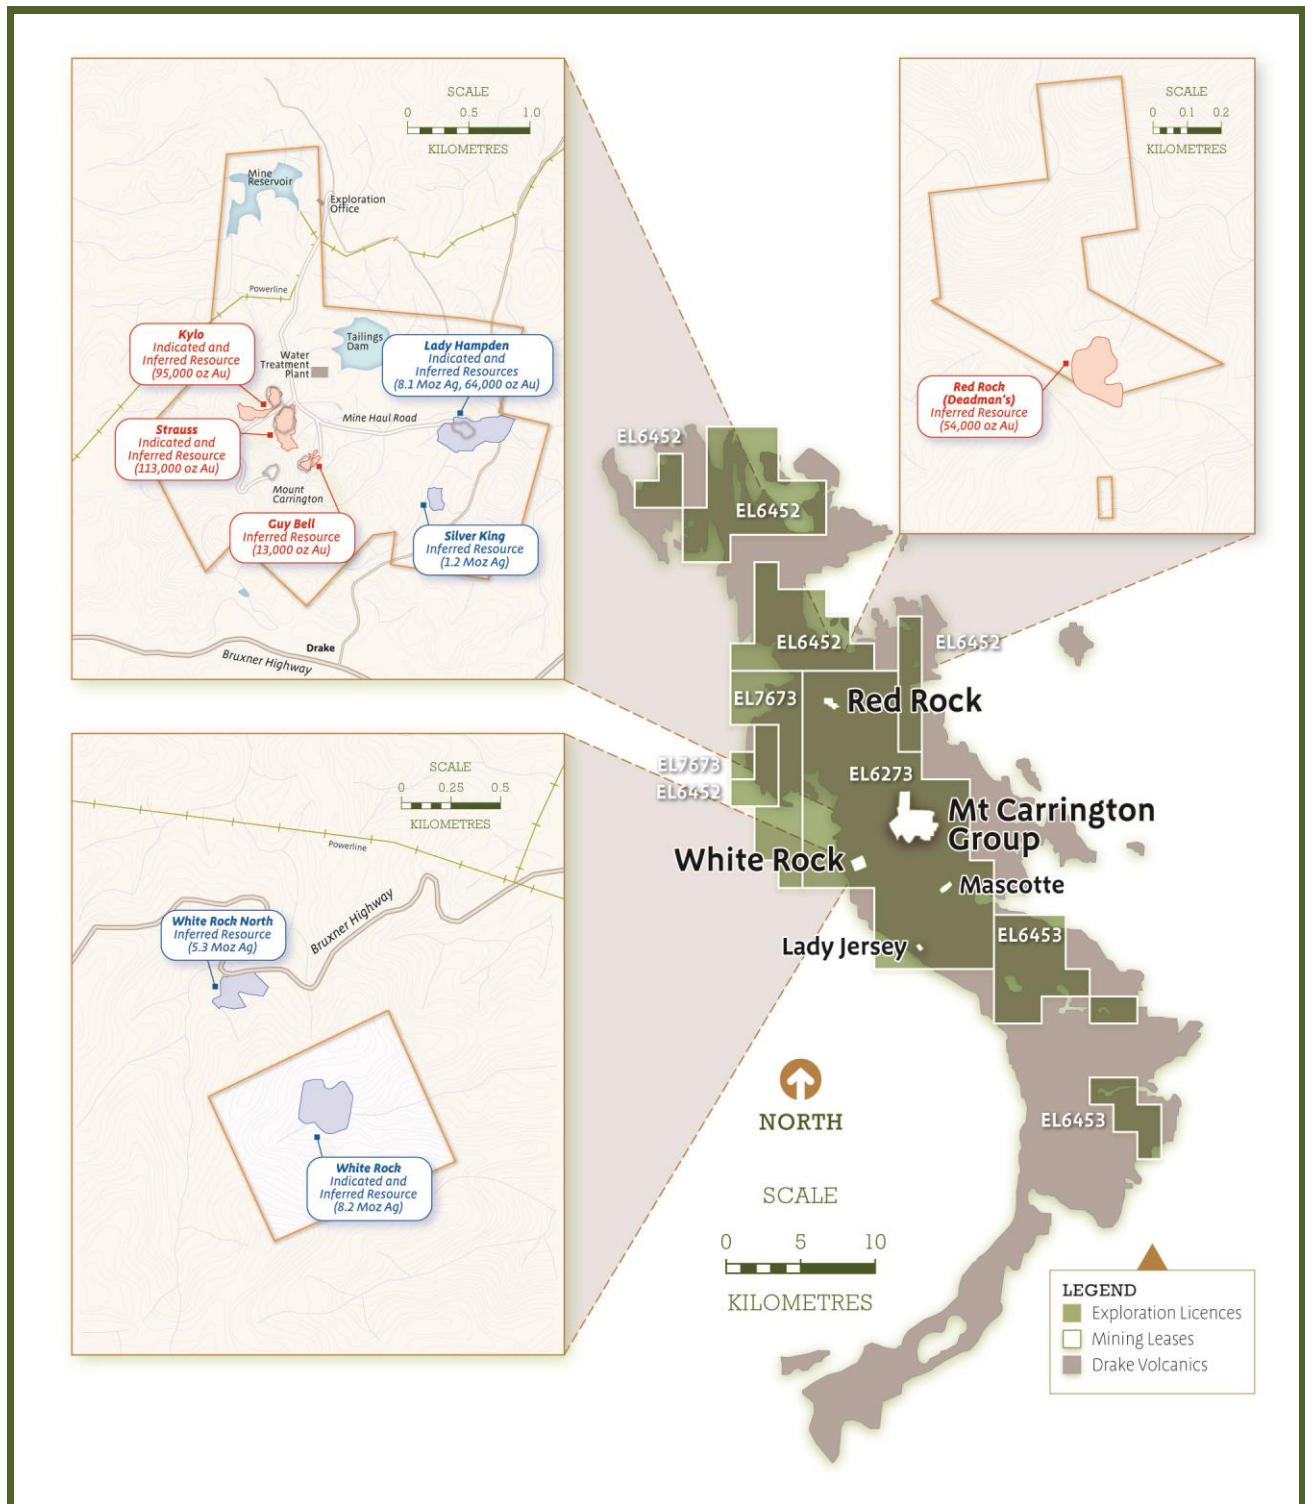 SCALE
0 0.5 1.0
KILOMETRES
Mine
Reservoir
Exploration
Office
Powerline
Kylo
Indicated and
Inferred Resource
(95,000 oz Au)
Tailings
Dam
Water
Treatment
Plant
Lady Hampden
Indicated and
Inferred Resources
(8.1 Moz Ag, 64,000 oz Au)
Mine Haul Road
Strauss
Indicated and
Inferred Resource
(113,000 oz Au)
Mount
Carrington
Guy Bell
Inferred Resource
(13,000 oz Au)
Silver King
Inferred Resource
(1.2 Moz Ag)
Drake
Bruxner Highway
SCALE
0 0.1 0.2
KILOMETRES
Red Rock
(Deadman's)
Inferred Resource
(54,000 oz Au)
SCALE
0 0.25 0.5
KILOMETRES
Powerline
Bruxner Highway
White Rock North
Inferred Resource
(5.3 Moz Ag)
White Rock
Indicated and
Inferred Resource
(8.2 Moz Ag)
EL6452
EL6452
EL6452
EL6452
EL7673
Red Rock
EL7673
EL6452
EL6273
Mt Carrington
Group
White Rock
Mascotte
Lady Jersey
EL6453
EL6453
NORTH
SCALE
0 5 10
KILOMETRES
LEGEND
Exploration Licences
Mining Leases
Drake Volcanics